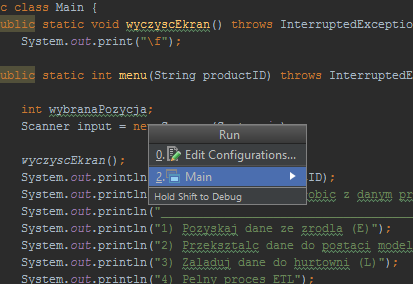 c class Main {
ublic static void wyczyscEkran() throws InterruptedExceptio
System.out.print("\f");
ublic static int menu(String productID) throws InterruptedE
int wybranaPozycja;
Scanner input = ne
Run
0. Edit Configurations...
wyczyscEkran();
System.out.println ID);
2. Main
System.out.println obic z danym pr
Hold Shift to Debug
System.out.println("
System.out.println("1) Pozyskaj dane ze zrodla (E)");
System.out.println("2) Przeksztalc dane do postaci model
System.out.println("3) Zaladuj dane do hurtowni (L)");
System.out.println("4) Pelny proces ETL");